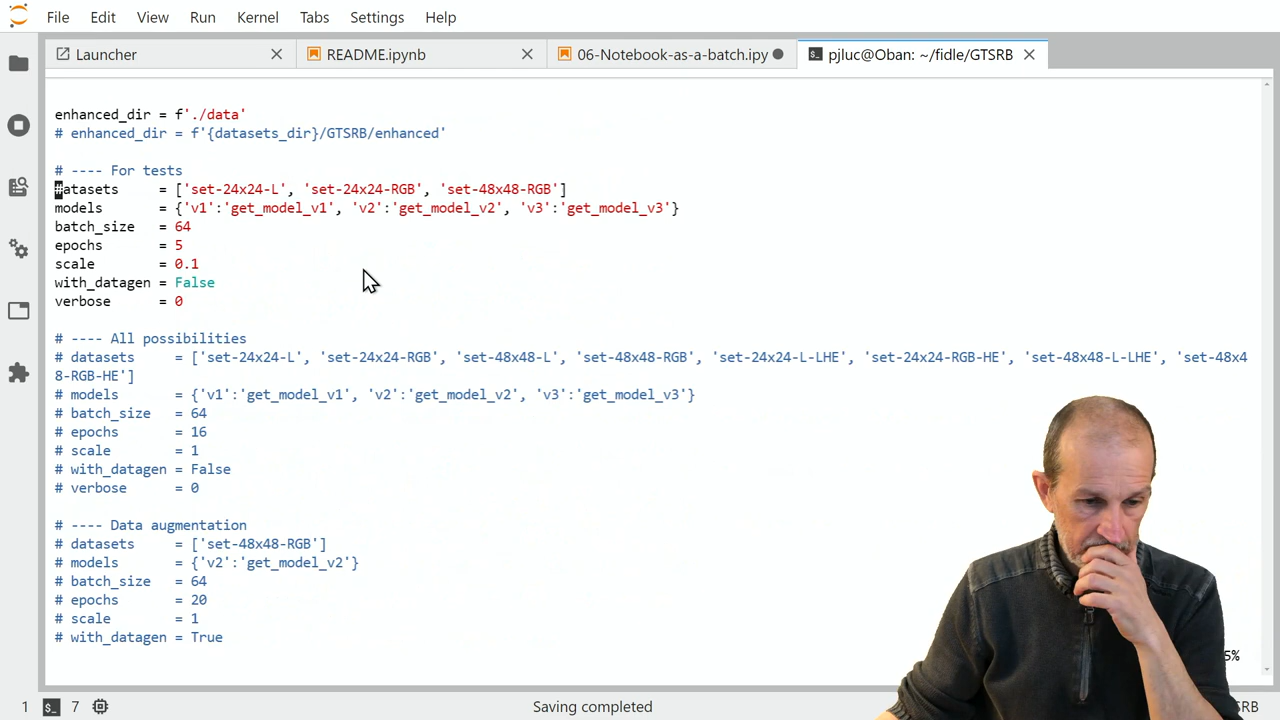 File Edit View Run Kernel Tabs Settings Help
Launcher README.ipynb 06-Notebook-as-a-batch.ipy pjluc@Oban: ~/fidle/GTSRB
enhanced_dir = f'./data'
# enhanced_dir = f'{datasets_dir}/GTSRB/enhanced'
# ---- For tests
#atasets = ['set-24x24-L', 'set-24x24-RGB', 'set-48x48-RGB']
models = {'v1':'get_model_v1', 'v2':'get_model_v2', 'v3':'get_model_v3'}
batch_size = 64
epochs = 5
scale = 0.1
with_datagen = False
verbose = 0
# ---- All possibilities
# datasets = ['set-24x24-L', 'set-24x24-RGB', 'set-48x48-L', 'set-48x48-RGB', 'set-24x24-L-LHE', 'set-24x24-RGB-HE', 'set-48x48-L-LHE', 'set-48x4
8-RGB-HE']
# models = {'v1':'get_model_v1', 'v2':'get_model_v2', 'v3':'get_model_v3'}
# batch_size = 64
# epochs = 16
# scale = 1
# with_datagen = False
# verbose = 0
# ---- Data augmentation
# datasets = ['set-48x48-RGB']
# models = {'v2':'get_model_v2'}
# batch_size = 64
# epochs = 20
# scale = 1
# with_datagen = True
5%
1 7 Saving completed SRB